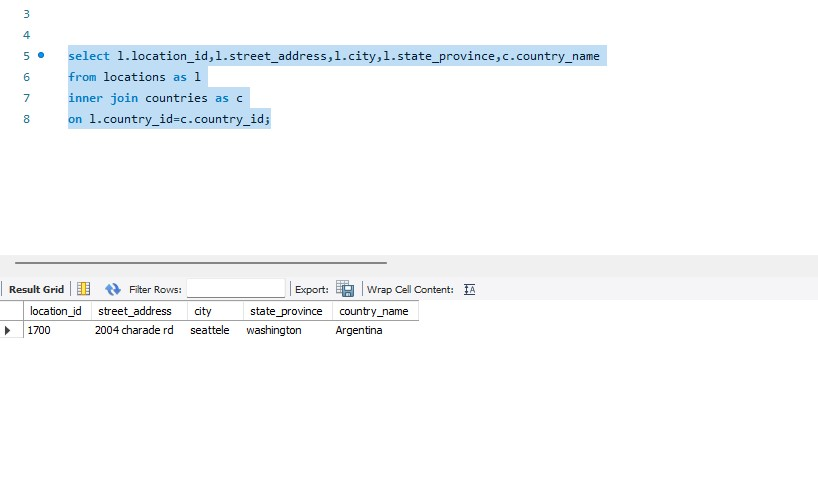 3
4
5 select l.location_id,l.street_address,l.city,l.state_province,c.country_name
6 from locations as l
7 inner join countries as c
8 on l.country_id=c.country_id;
Result Grid Filter Rows: Export: Wrap Cell Content:
location_id street_address city state_province country_name
1700 2004 charade rd seattele washington Argentina